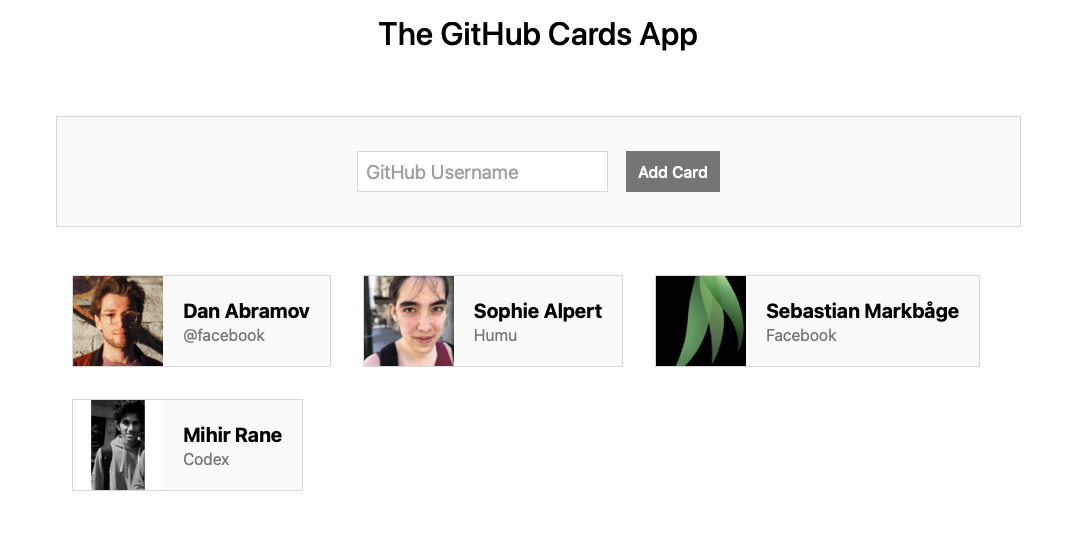 The GitHub Cards App
GitHub Username
Add Card
Dan Abramov
@facebook
Sophie Alpert
Humu
Sebastian Markbåge
Facebook
Mihir Rane
Codex